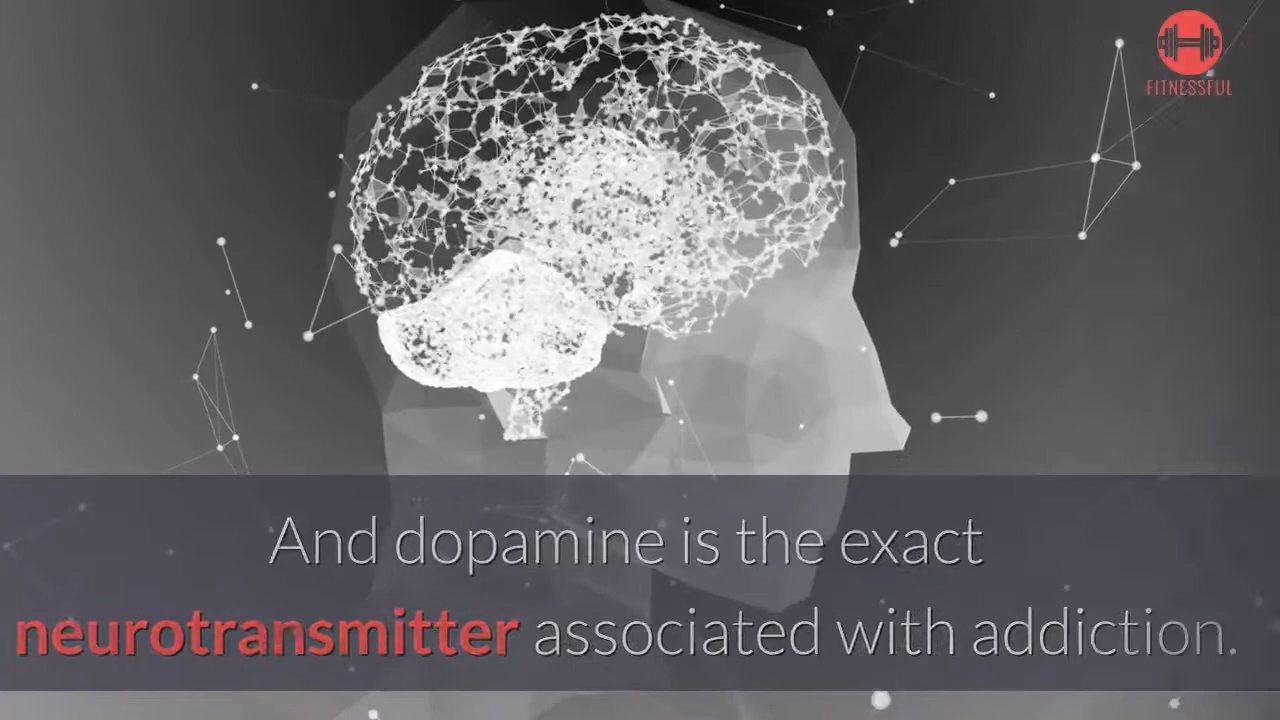 FITNESSFUL
And dopamine is the exact
neurotransmitter associated with addiction.